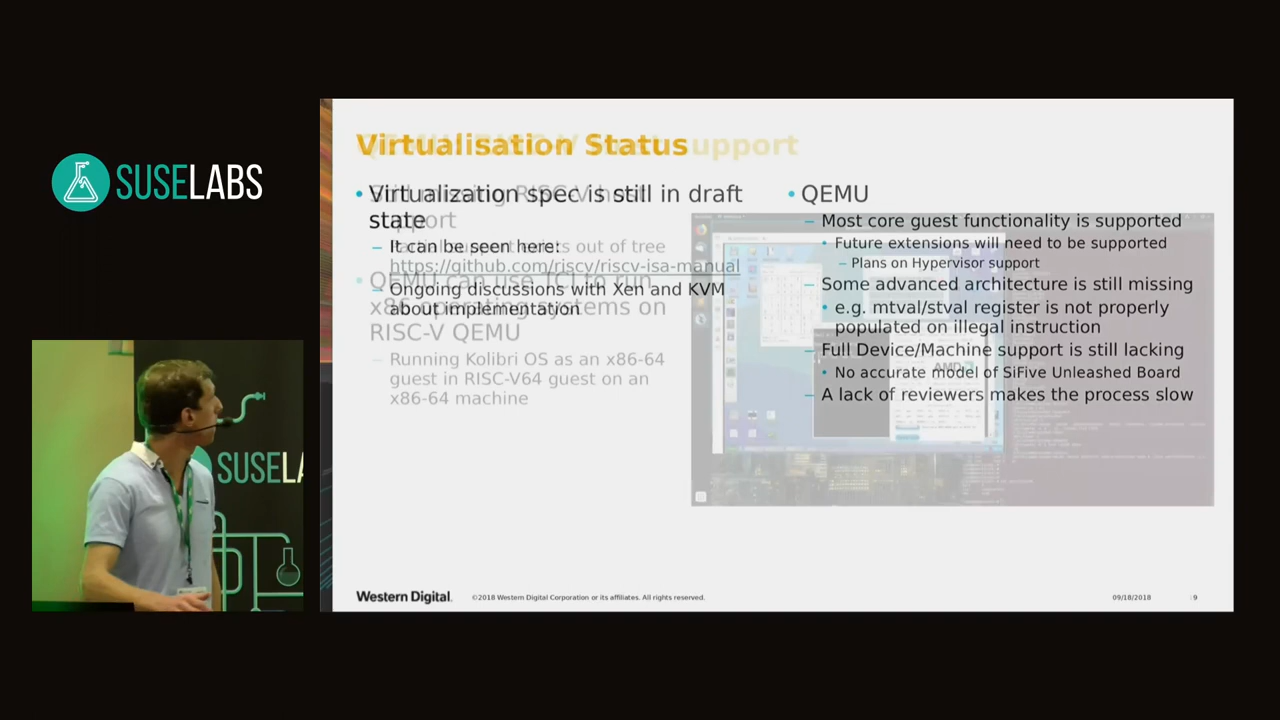 SUSELABS
Virtualisation Status
upport
• Virtualization spec is still in draft
state
– It can be seen here:
https://github.com/riscv/riscv-isa-manual
– Ongoing discussions with Xen and KVM
about implementation
out of tree
• QEMU can use TCI to run
x86 operating systems on
RISC-V QEMU
– Running Kolibri OS as an x86-64
guest in RISC-V64 guest on an
x86-64 machine
• QEMU
– Most core guest functionality is supported
• Future extensions will need to be supported
– Plans on Hypervisor support
– Some advanced architecture is still missing
• e.g. mtval/stval register is not properly
populated on illegal instruction
– Full Device/Machine support is still lacking
• No accurate model of SiFive Unleashed Board
– A lack of reviewers makes the process slow
AMD
SUSELA
Western Digital.
©2018 Western Digital Corporation or its affiliates. All rights reserved.
09/18/2018
9